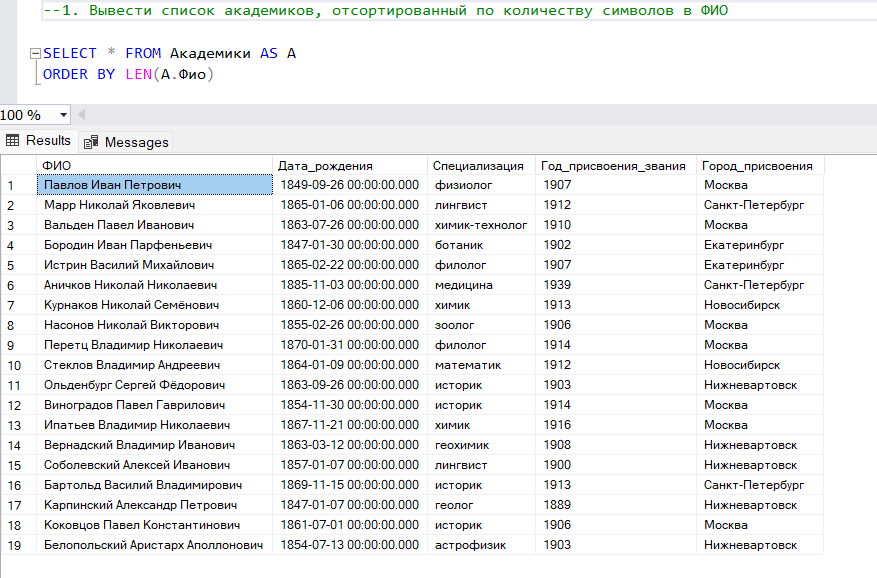 --1. Вывести список академиков, отсортированный по количеству символов в ФИО
SELECT * FROM Академики AS А
ORDER BY LEN(А.Фио)
100 %
Results Messages
ФИО Дата_рождения Специализация Год_присвоения_звания Город_присвоения
1 Павлов Иван Петрович 1849-09-26 00:00:00.000 физиолог 1907 Москва
2 Марр Николай Яковлевич 1865-01-06 00:00:00.000 лингвист 1912 Санкт-Петербург
3 Вальден Павел Иванович 1863-07-26 00:00:00.000 химик-технолог 1910 Москва
4 Бородин Иван Парфеньевич 1847-01-30 00:00:00.000 ботаник 1902 Екатеринбург
5 Истрин Василий Михайлович 1865-02-22 00:00:00.000 филолог 1907 Екатеринбург
6 Аничков Николай Николаевич 1885-11-03 00:00:00.000 медицина 1939 Санкт-Петербург
7 Курнаков Николай Семёнович 1860-12-06 00:00:00.000 химик 1913 Новосибирск
8 Насонов Николай Викторович 1855-02-26 00:00:00.000 зоолог 1906 Москва
9 Перетц Владимир Николаевич 1870-01-31 00:00:00.000 филолог 1914 Москва
10 Стеклов Владимир Андреевич 1864-01-09 00:00:00.000 математик 1912 Новосибирск
11 Ольденбург Сергей Фёдорович 1863-09-26 00:00:00.000 историк 1903 Нижневартовск
12 Виноградов Павел Гаврилович 1854-11-30 00:00:00.000 историк 1914 Москва
13 Ипатьев Владимир Николаевич 1867-11-21 00:00:00.000 химик 1916 Москва
14 Вернадский Владимир Иванович 1863-03-12 00:00:00.000 геохимик 1908 Нижневартовск
15 Соболевский Алексей Иванович 1857-01-07 00:00:00.000 лингвист 1900 Нижневартовск
16 Бартольд Василий Владимирович 1869-11-15 00:00:00.000 историк 1913 Санкт-Петербург
17 Карпинский Александр Петрович 1847-01-07 00:00:00.000 геолог 1889 Нижневартовск
18 Коковцов Павел Константинович 1861-07-01 00:00:00.000 историк 1906 Москва
19 Белопольский Аристарх Аполлонович 1854-07-13 00:00:00.000 астрофизик 1903 Нижневартовск